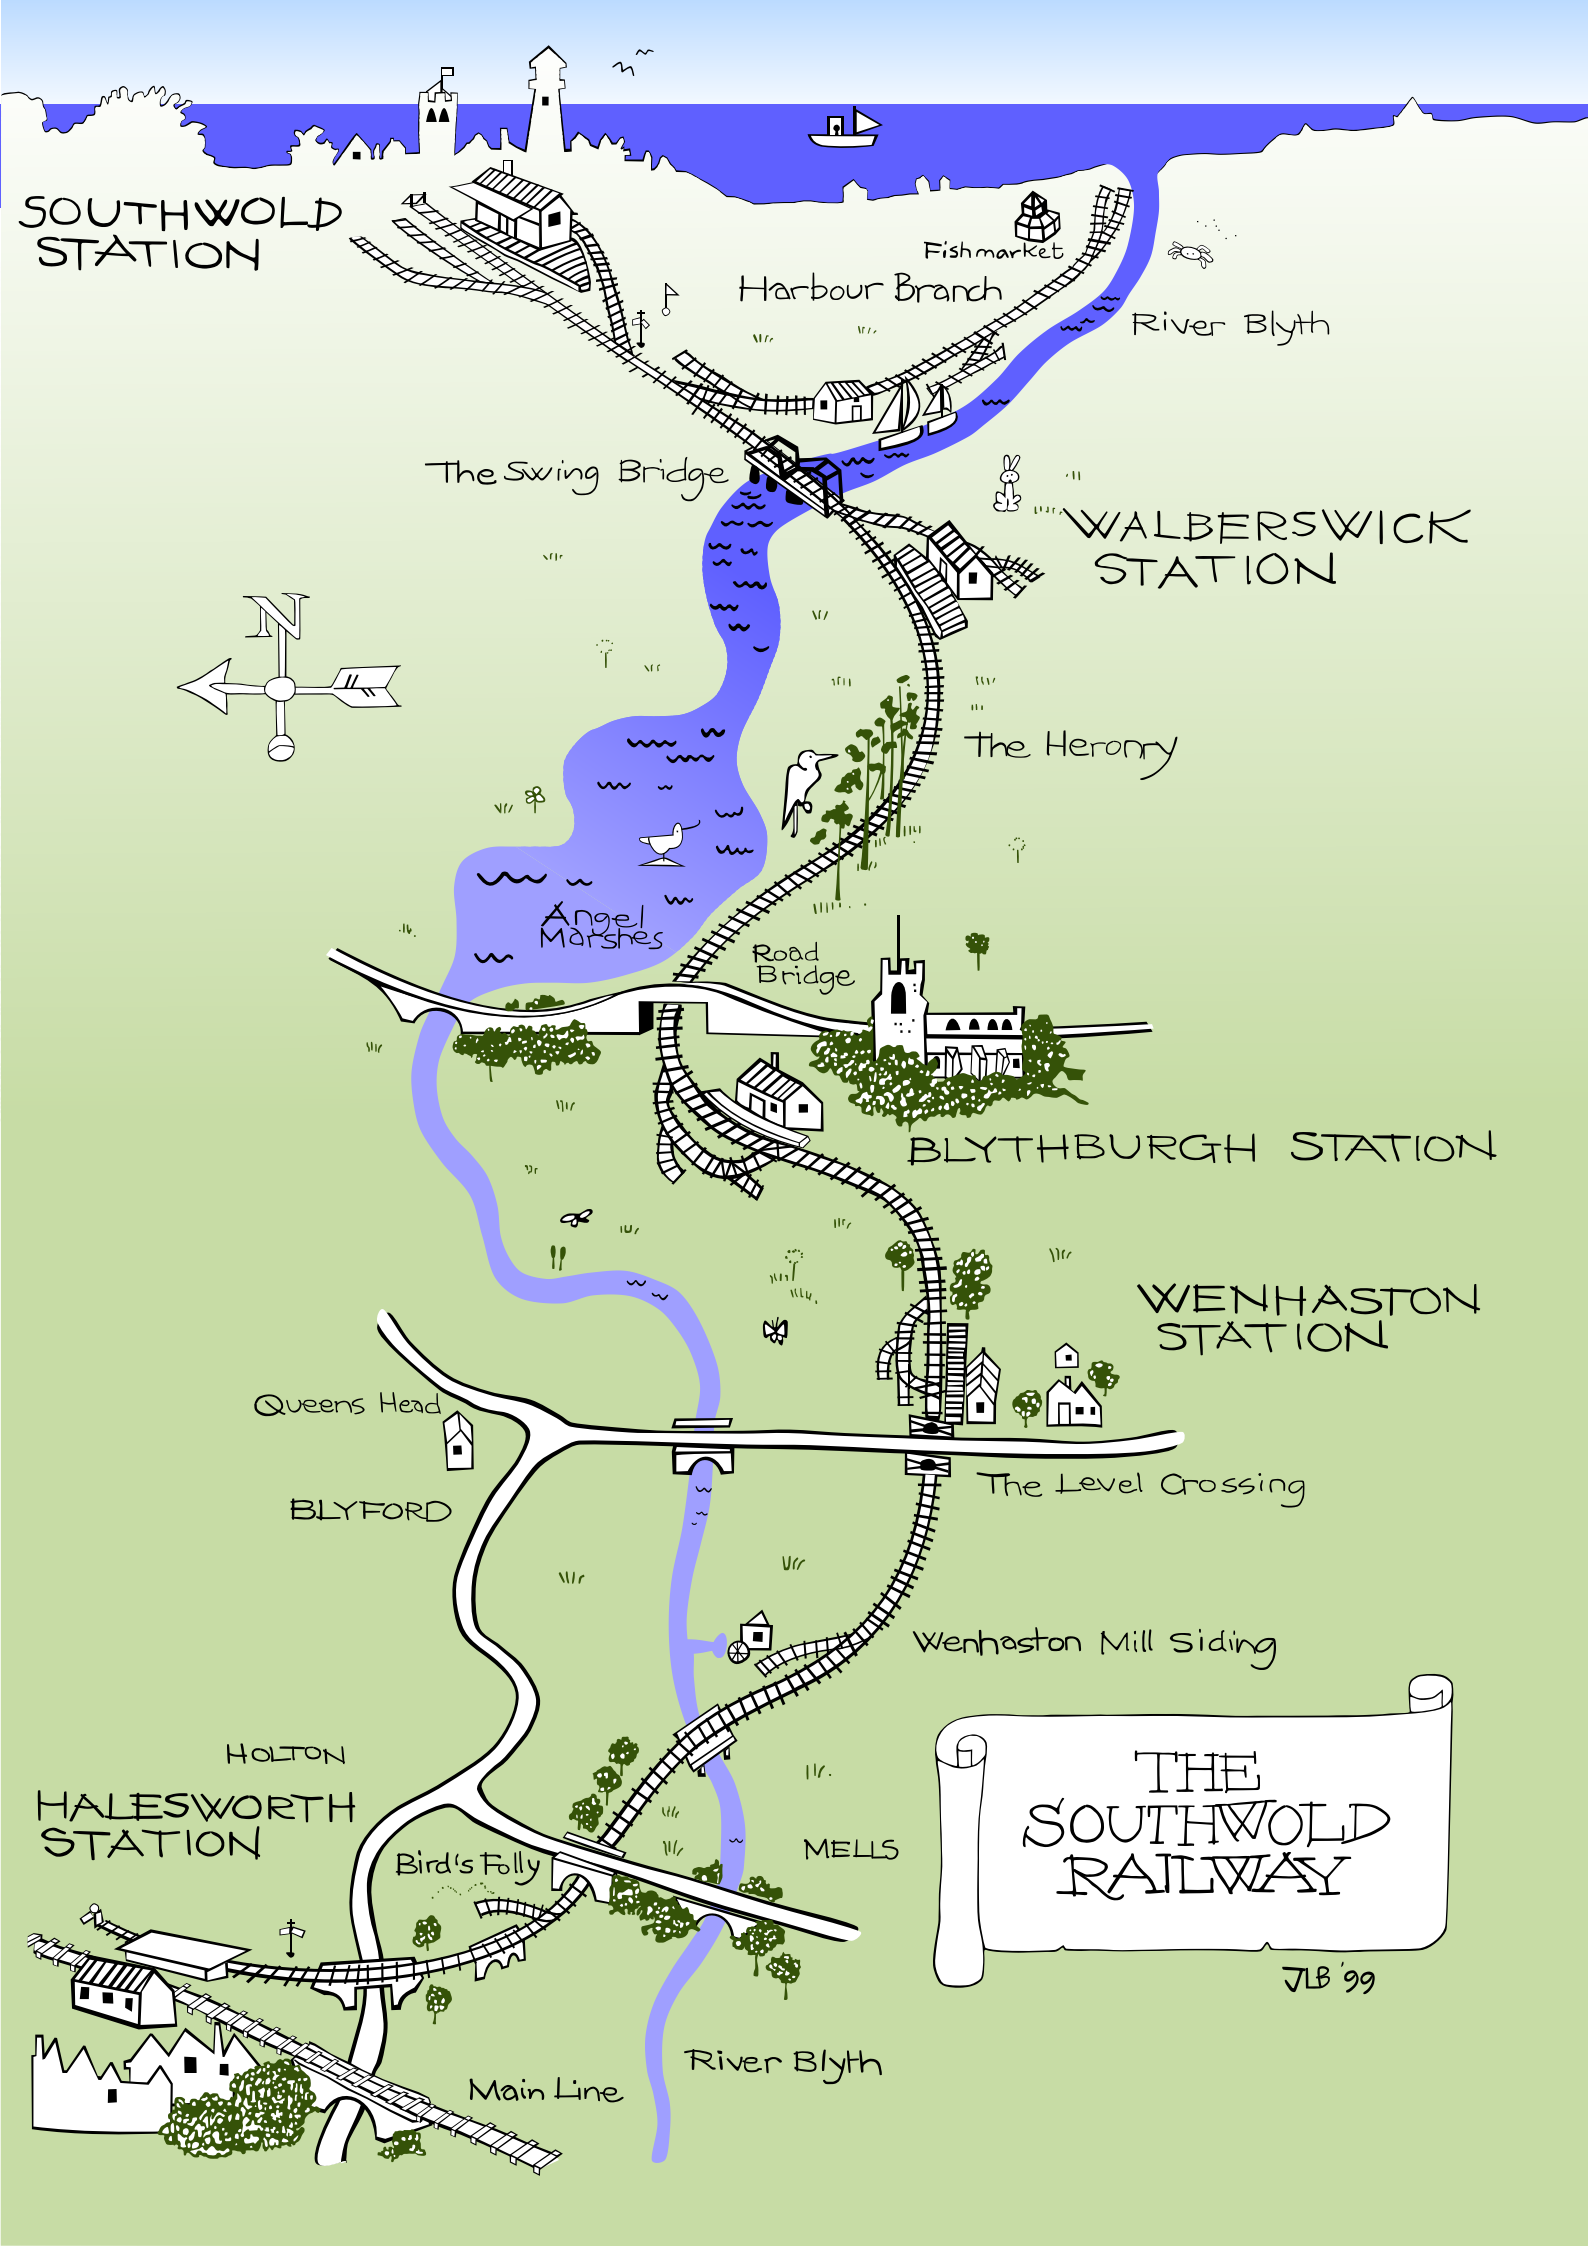 SOUTHWOLD
STATION
Fishmarket
Harbour Branch
River Blyth
The Swing Bridge
WALBERSWICK
STATION
N
The Heronry
Angel
Marshes
Road
Bridge
BLYTHBURGH STATION
WENHASTON
STATION
Queens Head
BLYFORD
The Level Crossing
Wenhaston Mill Siding
HOLTON
HALESWORTH
STATION
Bird's Folly
MELLS
THE
SOUTHWOLD
RAILWAY
JLB '99
River Blyth
Main Line